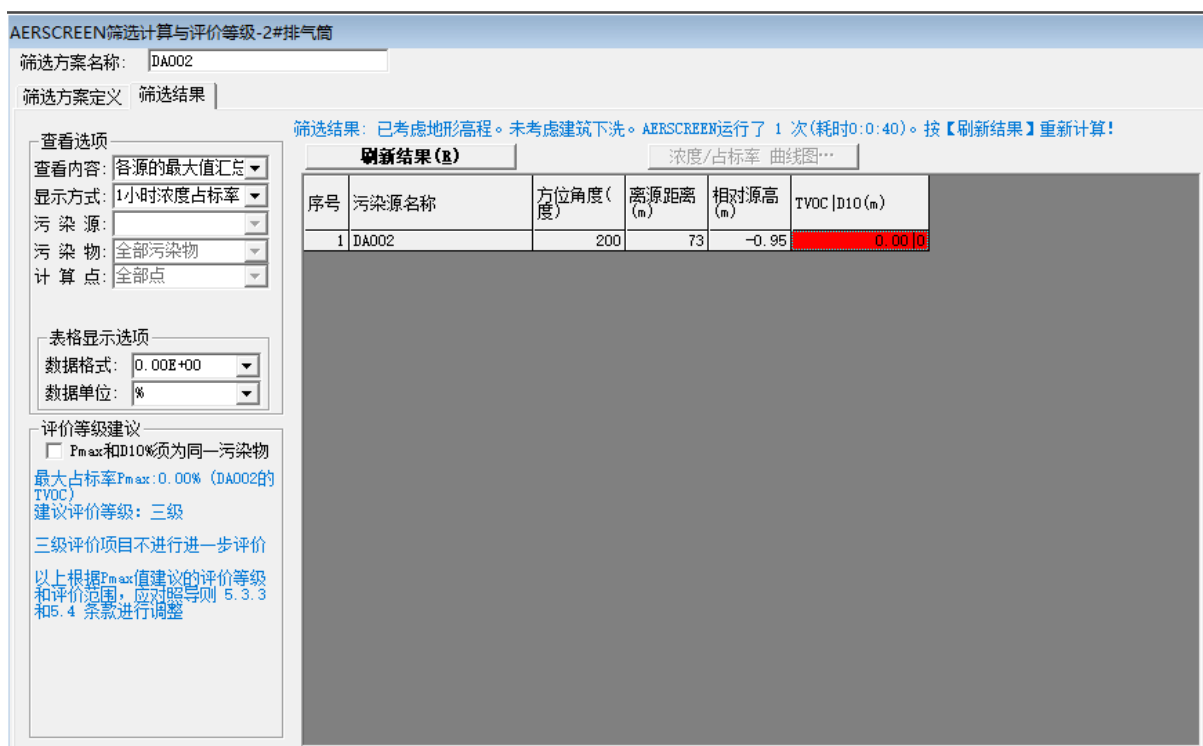 AERSCREEN筛选计算与评价等级-2#排气筒
筛选方案名称: DA002
筛选方案定义 筛选结果
筛选结果: 已考虑地形高程。未考虑建筑下洗。AERSCREEN运行了 1 次(耗时0:0:40)。按【刷新结果】重新计算!
刷新结果(R) 浓度/占标率 曲线图…
查看选项
查看内容: 各源的最大值汇总
显示方式: 1小时浓度占标率
污 染 源:
污 染 物: 全部污染物
计 算 点: 全部点
序号 污染源名称 方位角度(度) 离源距离(m) 相对源高(m) TVOC|D10(m)
1 DA002 200 73 -0.95 0.00|0
表格显示选项
数据格式: 0.00E+00
数据单位: %
评价等级建议
Pmax和D10%须为同一污染物
最大占标率Pmax:0.00% (DA002的
TVOC)
建议评价等级: 三级
三级评价项目不进行进一步评价
以上根据Pmax值建议的评价等级
和评价范围,应对照导则 5.3.3
和5.4 条款进行调整